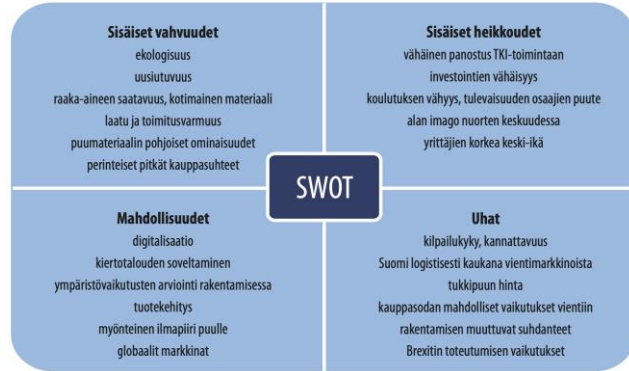 Sisäiset vahvuudet
ekologisuus
uusiutuvuus
raaka-aineen saatavuus, kotimainen materiaali
laatu ja toimitusvarmuus
puumateriaalin pohjoiset ominaisuudet
perinteiset pitkät kauppasuhteet
Sisäiset heikkoudet
vähäinen panostus TKI-toimintaan
investointien vähäisyys
koulutuksen vähyys, tulevaisuuden osaajien puute
alan imago nuorten keskuudessa
yrittäjien korkea keski-ikä
SWOT
Mahdollisuudet
digitalisaatio
kiertotalouden soveltaminen
ympäristövaikutusten arviointi rakentamisessa
tuotekehitys
myönteinen ilmapiiri puulle
globaalit markkinat
Uhat
kilpailukyky, kannattavuus
Suomi logistisesti kaukana vientimarkkinoista
tukkipuun hinta
kauppasodan mahdolliset vaikutukset vientiin
rakentamisen muuttuvat suhdanteet
Brexitin toteutumisen vaikutukset